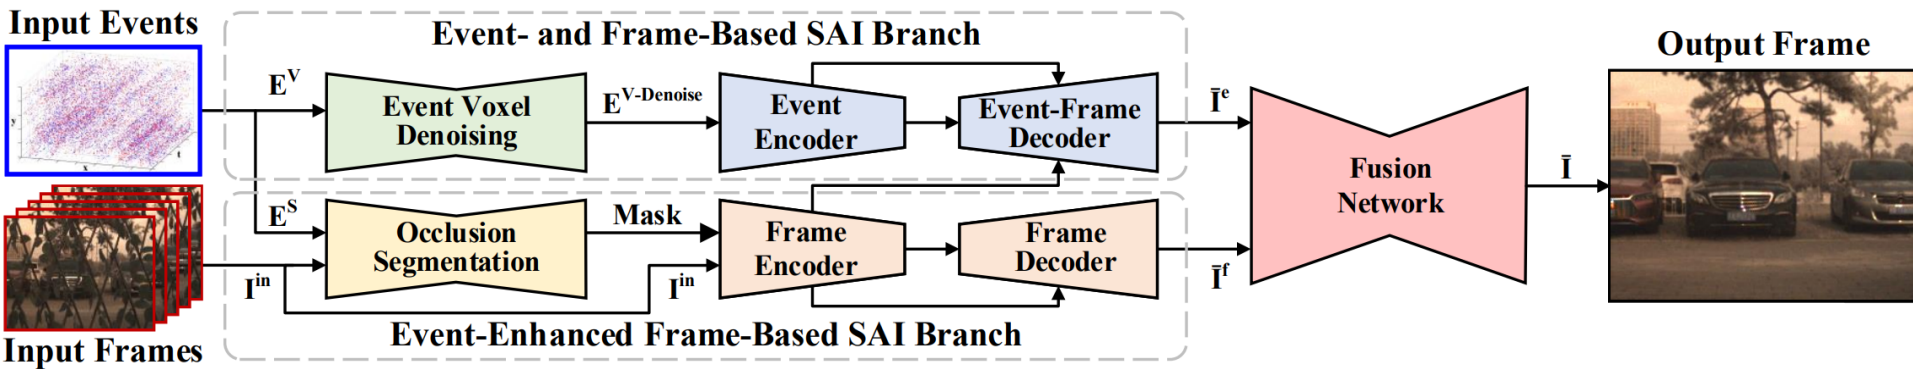 Input Events
Event- and Frame-Based SAI Branch
Output Frame
E^V
Event Voxel
Denoising
E^V-Denoise
Event
Encoder
Event-Frame
Decoder
Ī^e
y
x
t
Fusion
Network
Ī
E^S
Occlusion
Segmentation
Mask
Frame
Encoder
Frame
Decoder
Ī^f
I^in
I^in
Event-Enhanced Frame-Based SAI Branch
Input Frames